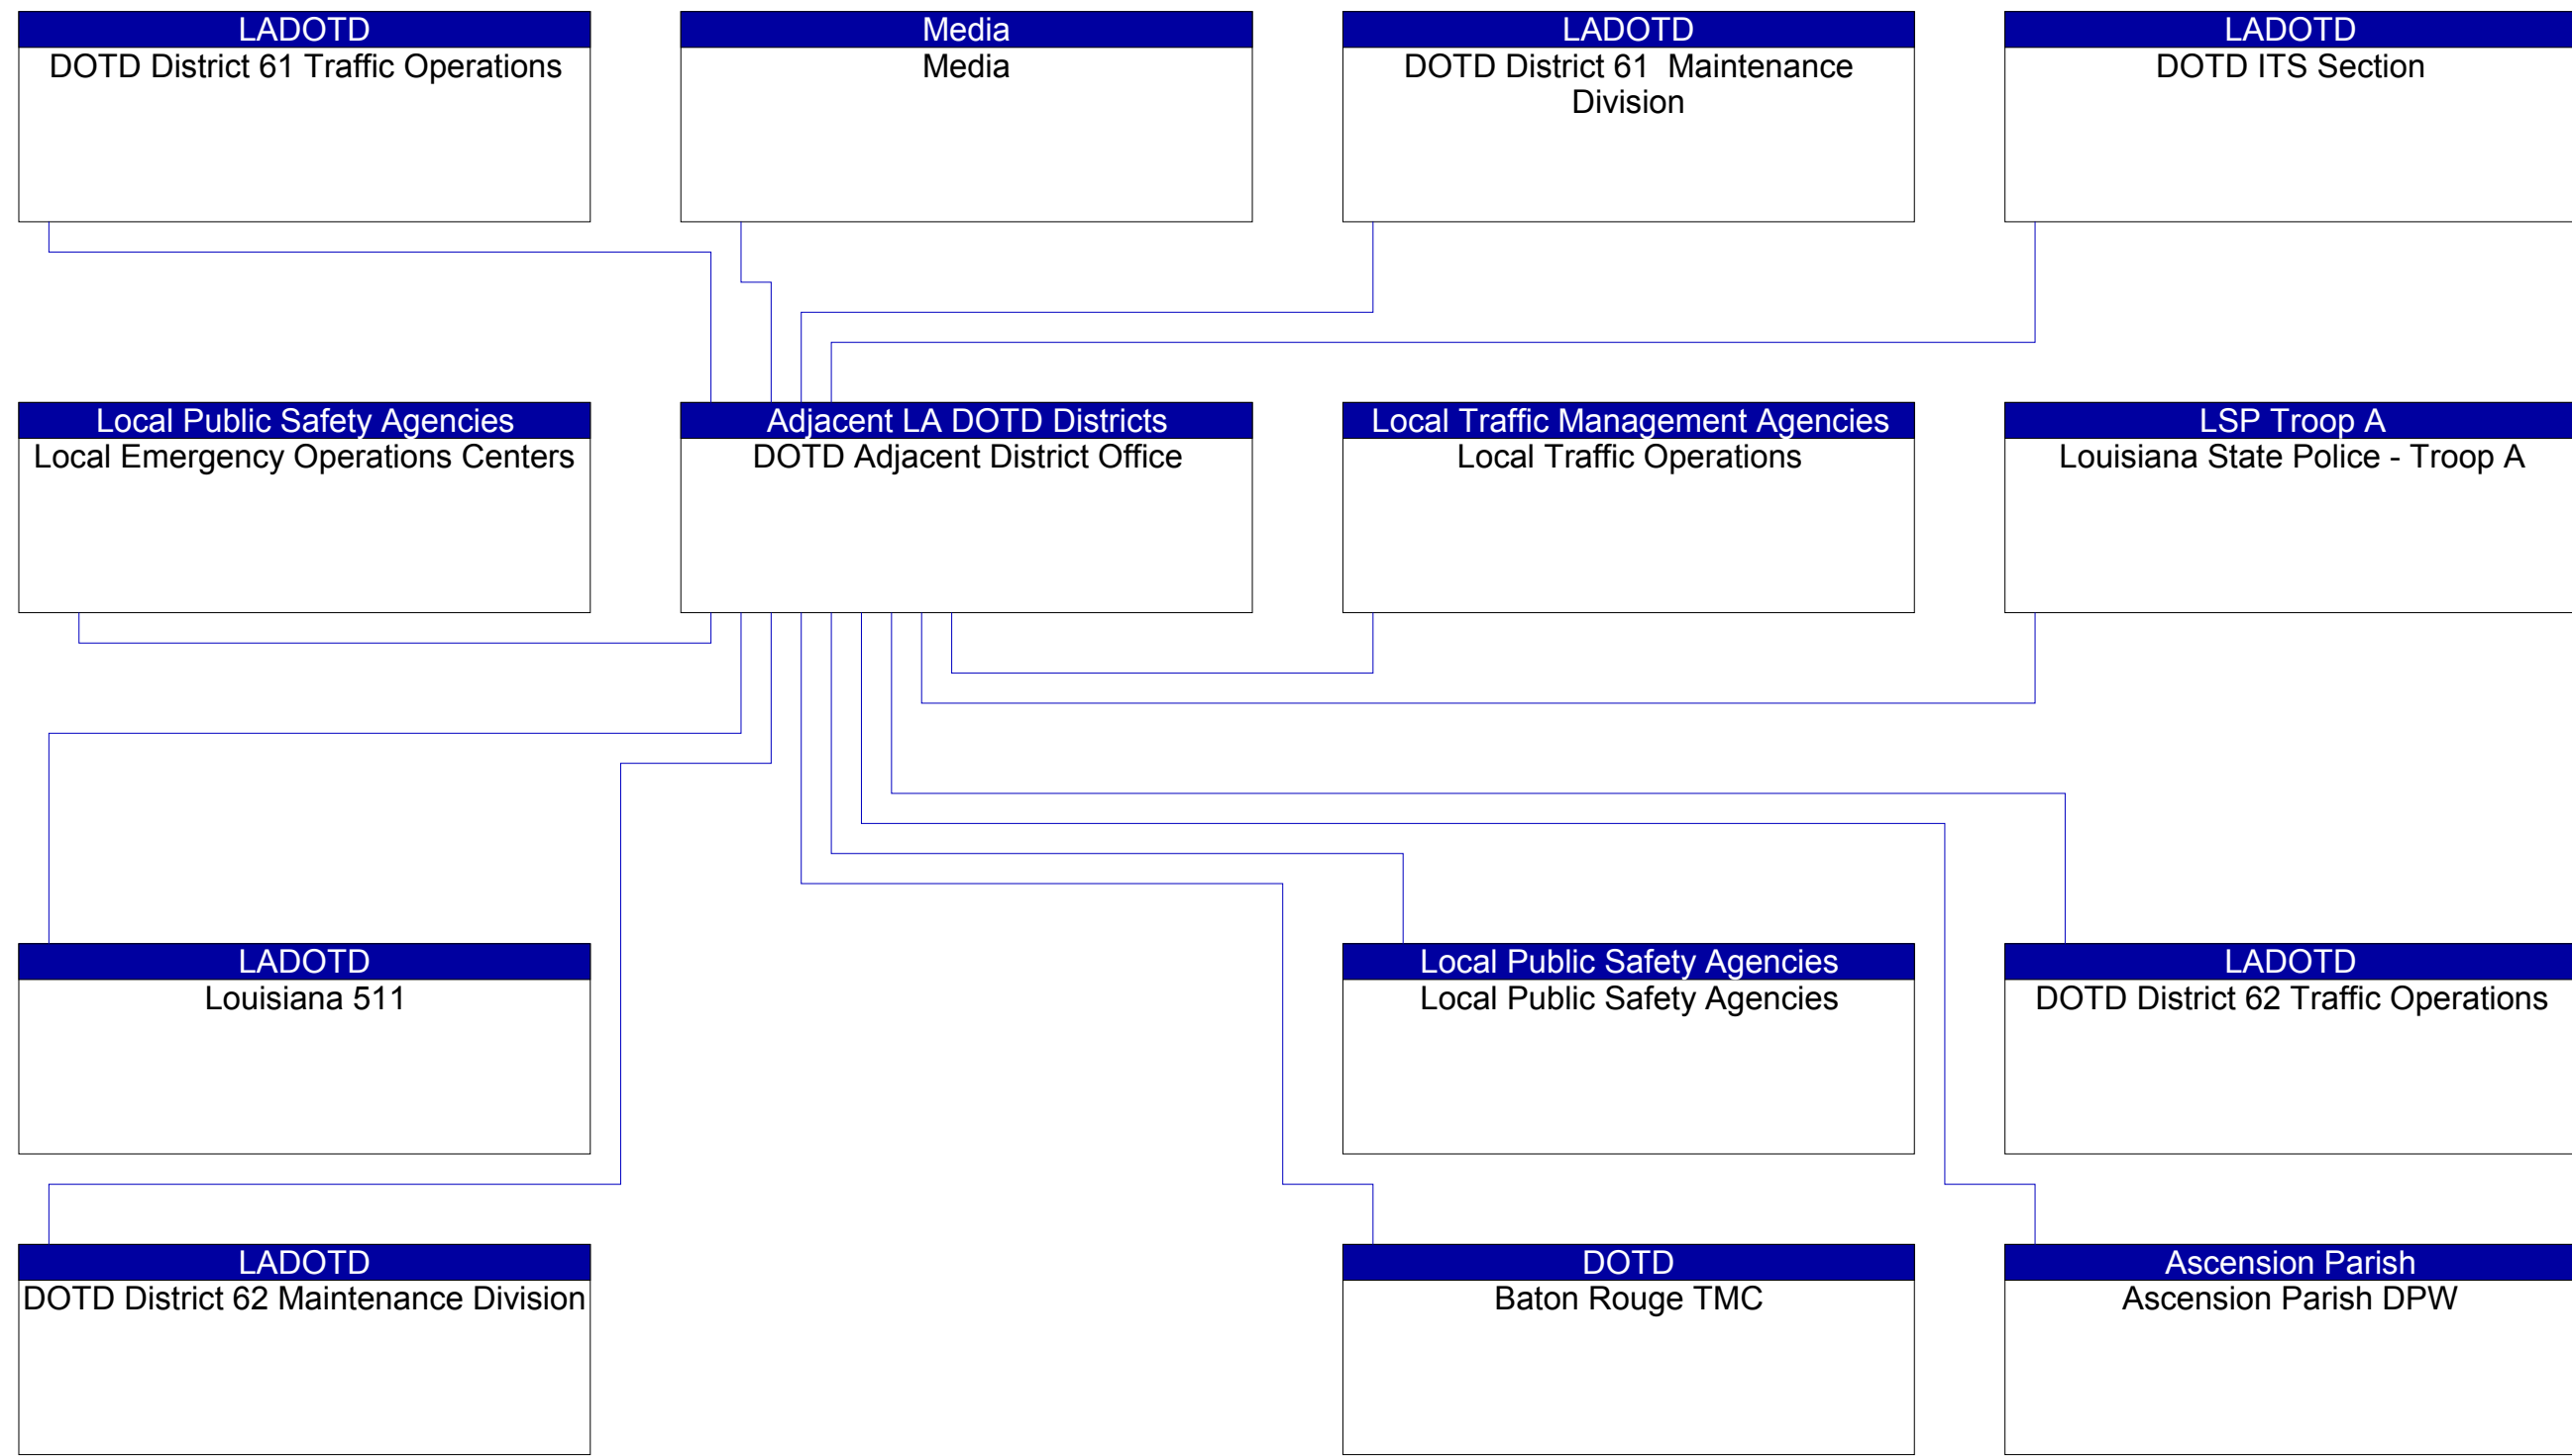 LADOTD
DOTD District 61 Traffic Operations
Media
Media
LADOTD
DOTD District 61  Maintenance
Division
LADOTD
DOTD ITS Section
Local Public Safety Agencies
Local Emergency Operations Centers
Adjacent LA DOTD Districts
DOTD Adjacent District Office
Local Traffic Management Agencies
Local Traffic Operations
LSP Troop A
Louisiana State Police - Troop A
LADOTD
Louisiana 511
Local Public Safety Agencies
Local Public Safety Agencies
LADOTD
DOTD District 62 Traffic Operations
LADOTD
DOTD District 62 Maintenance Division
DOTD
Baton Rouge TMC
Ascension Parish
Ascension Parish DPW